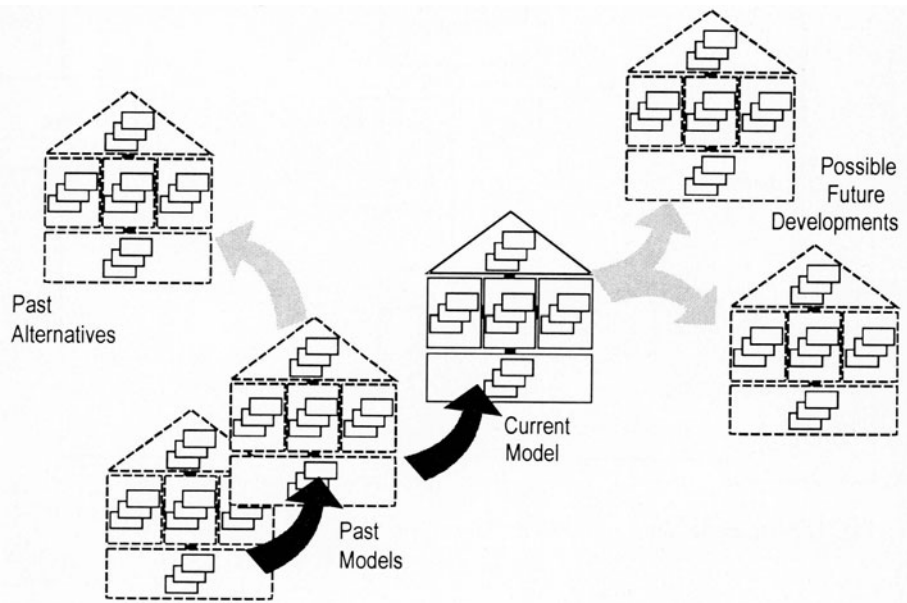 Possible
Future
Developments
Past
Alternatives
Current
Model
Past
Models